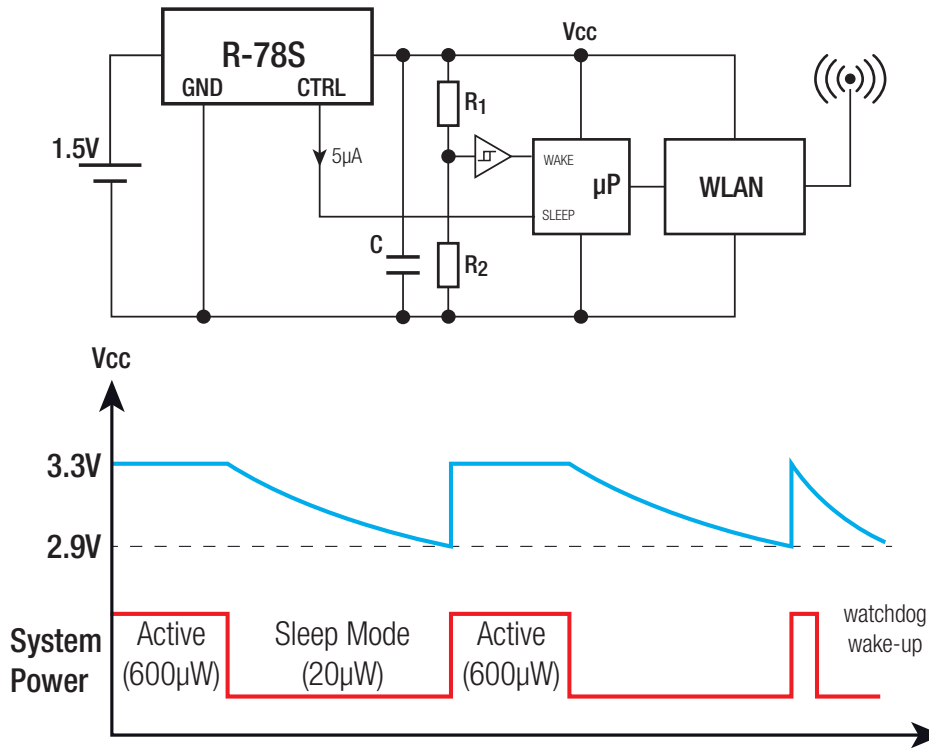 Vcc
R-78S
GND
CTRL
R1
1.5V
5µA
WAKE
µP
WLAN
SLEEP
C
R2
Vcc
3.3V
2.9V
System
Power
Active
(600µW)
Sleep Mode
(20µW)
Active
(600µW)
watchdog
wake-up